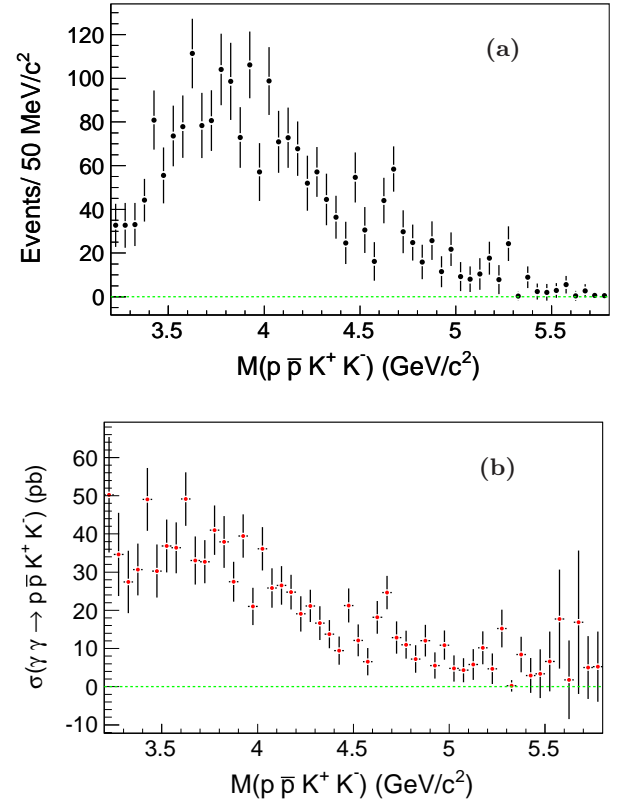 (a)
Events/ 50 MeV/c²
120
100
80
60
40
20
0
3.5 4 4.5 5 5.5
M(p p̅ K⁺ K⁻) (GeV/c²)
(b)
σ(γ γ → p p̅ K⁺ K⁻) (pb)
60
50
40
30
20
10
0
-10
3.5 4 4.5 5 5.5
M(p p̅ K⁺ K⁻) (GeV/c²)